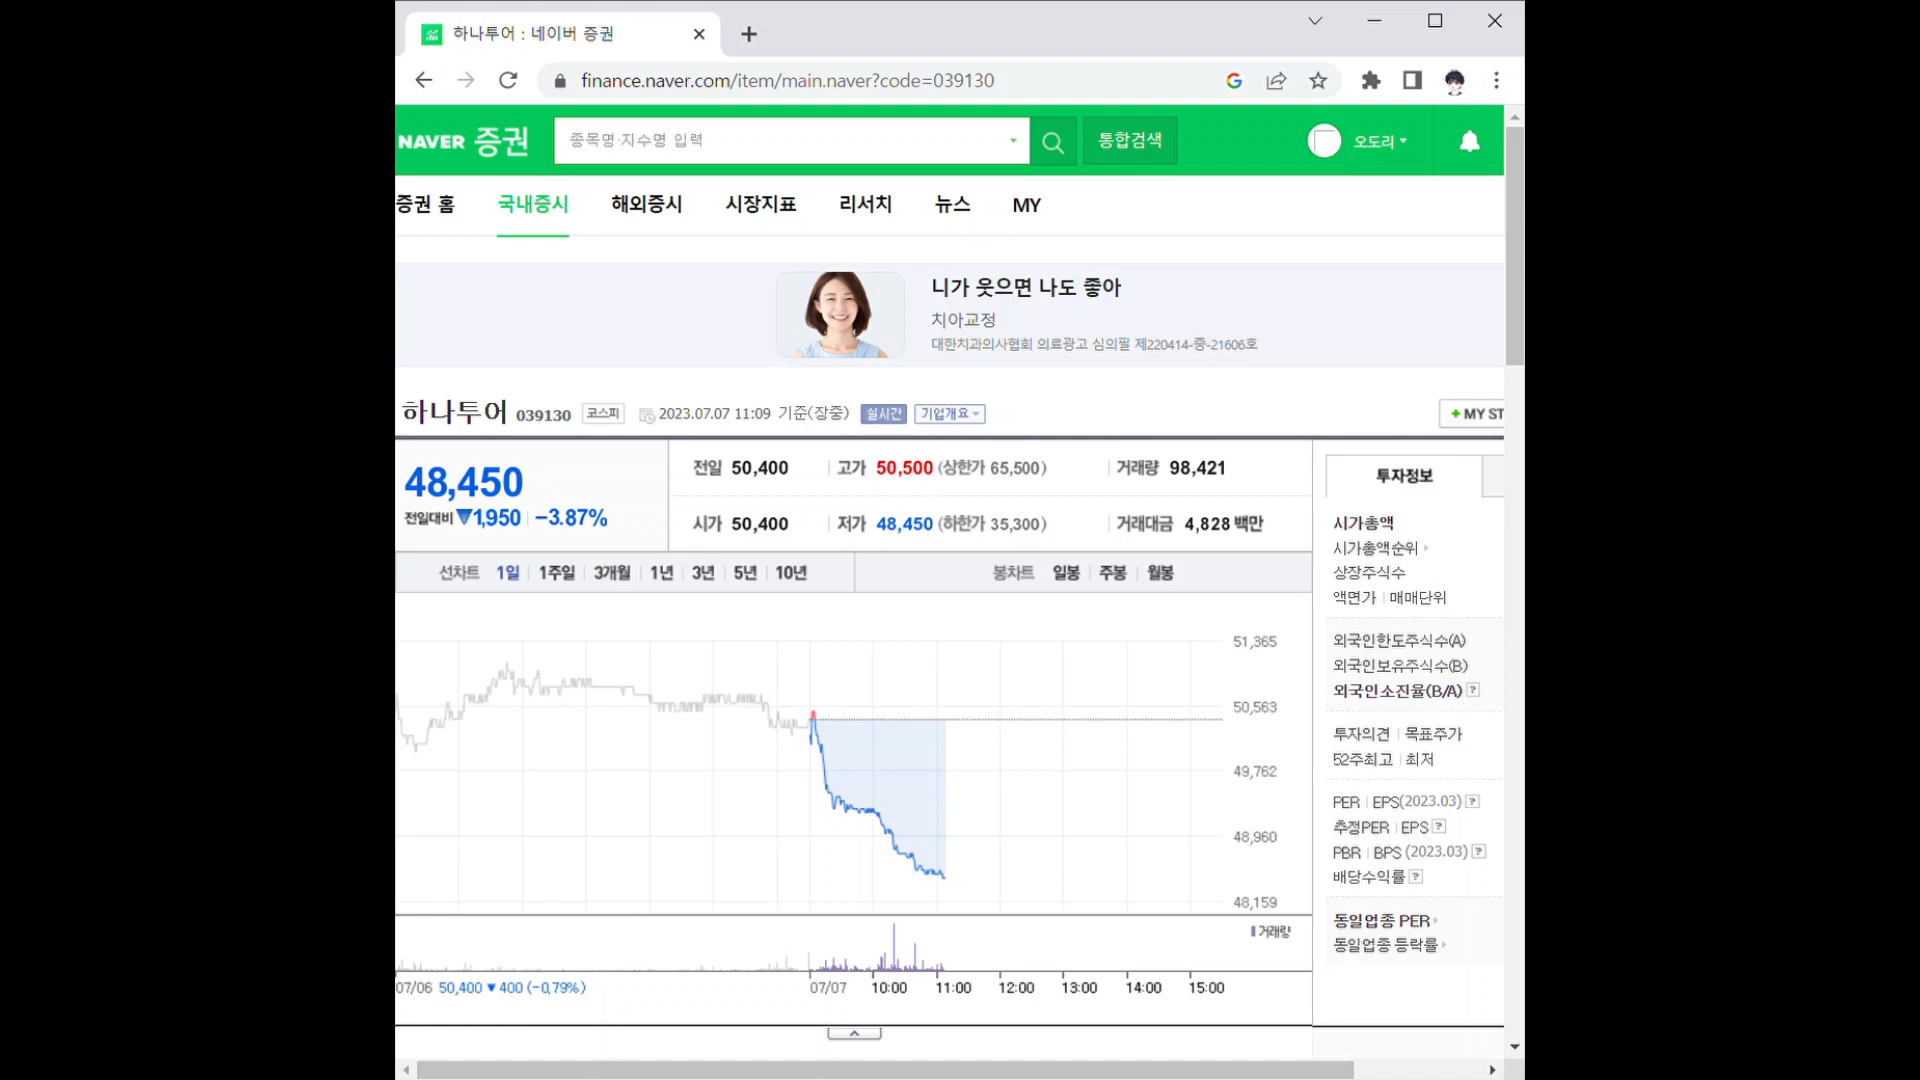 하나투어 : 네이버 증권
finance.naver.com/item/main.naver?code=039130
NAVER 증권 종목명·지수명 입력 통합검색 오토리
증권 홈 국내증시 해외증시 시장지표 리서치 뉴스 MY
니가 웃으면 나도 좋아
치아교정
대한치과의사협회 의료광고 심의필 제220414-중-21606호
하나투어 039130 코스피 2023.07.07 11:09 기준(장중) 실시간 기업개요 + MY ST
48,450
전일대비 ▼1,950 -3.87%
전일 50,400 고가 50,500 (상한가 65,500) 거래량 98,421
시가 50,400 저가 48,450 (하한가 35,300) 거래대금 4,828 백만
선차트 1일 1주일 3개월 1년 3년 5년 10년 봉차트 일봉 주봉 월봉
51,365
50,563
49,762
48,960
48,159
거래량
07/06 50,400 ▼ 400 (-0.79%) 07/07 10:00 11:00 12:00 13:00 14:00 15:00
투자정보
시가총액
시가총액순위
상장주식수
액면가 매매단위
외국인한도주식수(A)
외국인보유주식수(B)
외국인소진율(B/A) ?
투자의견 목표주가
52주최고 최저
PER EPS(2023.03) ?
추정PER EPS ?
PBR BPS (2023.03) ?
배당수익률 ?
동일업종 PER
동일업종 등락률